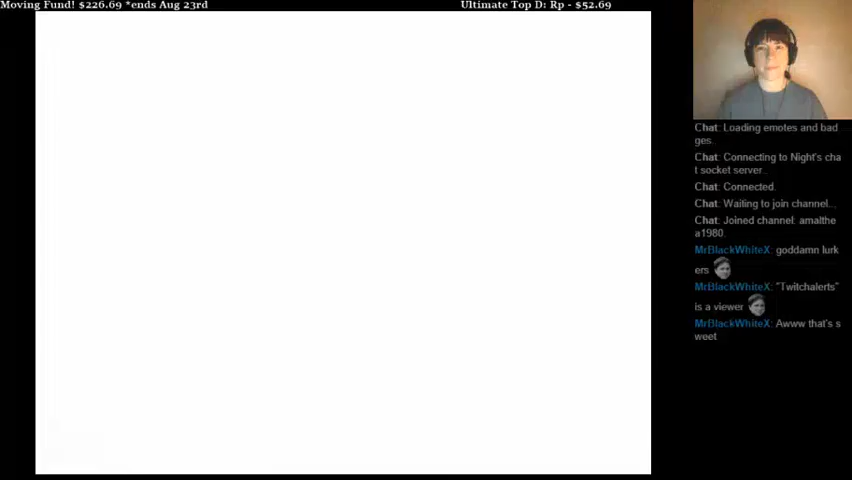 Moving Fund! $226.69 *ends Aug 23rd
Ultimate Top D: Rp - $52.69
Chat: Loading emotes and bad
ges..
Chat: Connecting to Night's cha
t socket server..
Chat: Connected.
Chat: Waiting to join channel...
Chat: Joined channel: amalthe
a1980.
MrBlackWhiteX: goddamn lurk
ers
MrBlackWhiteX: "Twitchalerts"
is a viewer
MrBlackWhiteX: Awww that's s
weet